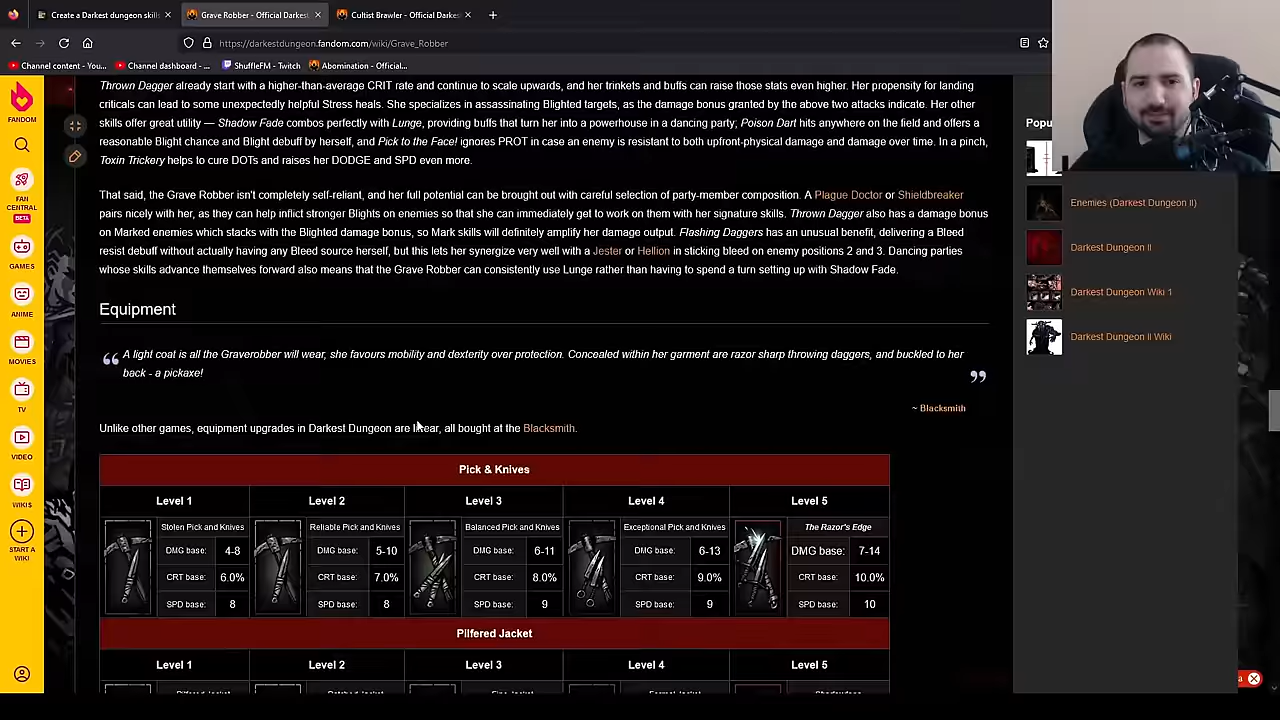 Create a Darkest dungeon skill
Grave Robber - Official Darkest
Cultist Brawler - Official Darkes
https://darkestdungeon.fandom.com/wiki/Grave_Robber
Channel content - You...
Channel dashboard - ...
ShuffleFM - Twitch
Abomination - Official...
FANDOM
FAN CENTRAL
BETA
GAMES
ANIME
MOVIES
TV
VIDEO
WIKIS
START A WIKI
Thrown Dagger already start with a higher-than-average CRIT rate and continue to scale upwards, and her trinkets and buffs can raise those stats even higher. Her propensity for landing
criticals can lead to some unexpectedly helpful Stress heals. She specializes in assassinating Blighted targets, as the damage bonus granted by the above two attacks indicate. Her other
skills offer great utility — Shadow Fade combos perfectly with Lunge, providing buffs that turn her into a powerhouse in a dancing party; Poison Dart hits anywhere on the field and offers a
reasonable Blight chance and Blight debuff by herself, and Pick to the Face! ignores PROT in case an enemy is resistant to both upfront-physical damage and damage over time. In a pinch,
Toxin Trickery helps to cure DOTs and raises her DODGE and SPD even more.
That said, the Grave Robber isn't completely self-reliant, and her full potential can be brought out with careful selection of party-member composition. A Plague Doctor or Shieldbreaker
pairs nicely with her, as they can help inflict stronger Blights on enemies so that she can immediately get to work on them with her signature skills. Thrown Dagger also has a damage bonus
on Marked enemies which stacks with the Blighted damage bonus, so Mark skills will definitely amplify her damage output. Flashing Daggers has an unusual benefit, delivering a Bleed
resist debuff without actually having any Bleed source herself, but this lets her synergize very well with a Jester or Hellion in sticking bleed on enemy positions 2 and 3. Dancing parties
whose skills advance themselves forward also means that the Grave Robber can consistently use Lunge rather than having to spend a turn setting up with Shadow Fade.
Equipment
“ A light coat is all the Graverobber will wear, she favours mobility and dexterity over protection. Concealed within her garment are razor sharp throwing daggers, and buckled to her
back - a pickaxe! ”
~ Blacksmith
Unlike other games, equipment upgrades in Darkest Dungeon are linear, all bought at the Blacksmith.
Pick & Knives
Level 1 Level 2 Level 3 Level 4 Level 5
Stolen Pick and Knives Reliable Pick and Knives Balanced Pick and Knives Exceptional Pick and Knives The Razor's Edge
DMG base: 4-8 DMG base: 5-10 DMG base: 6-11 DMG base: 6-13 DMG base: 7-14
CRT base: 6.0% CRT base: 7.0% CRT base: 8.0% CRT base: 9.0% CRT base: 10.0%
SPD base: 8 SPD base: 8 SPD base: 9 SPD base: 9 SPD base: 10
Pilfered Jacket
Level 1 Level 2 Level 3 Level 4 Level 5
Popu
Enemies (Darkest Dungeon II)
Darkest Dungeon II
Darkest Dungeon Wiki 1
Darkest Dungeon II Wiki